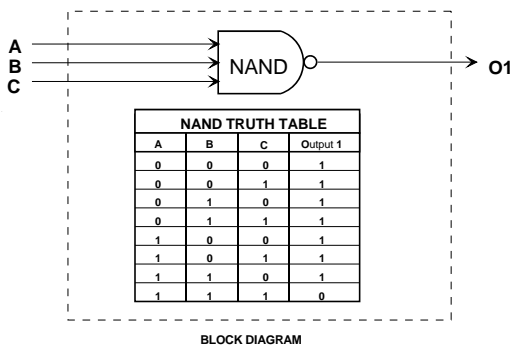 A
B
C
NAND
O1
NAND TRUTH TABLE
A B C Output 1
0 0 0 1
0 0 1 1
0 1 0 1
0 1 1 1
1 0 0 1
1 0 1 1
1 1 0 1
1 1 1 0
BLOCK DIAGRAM